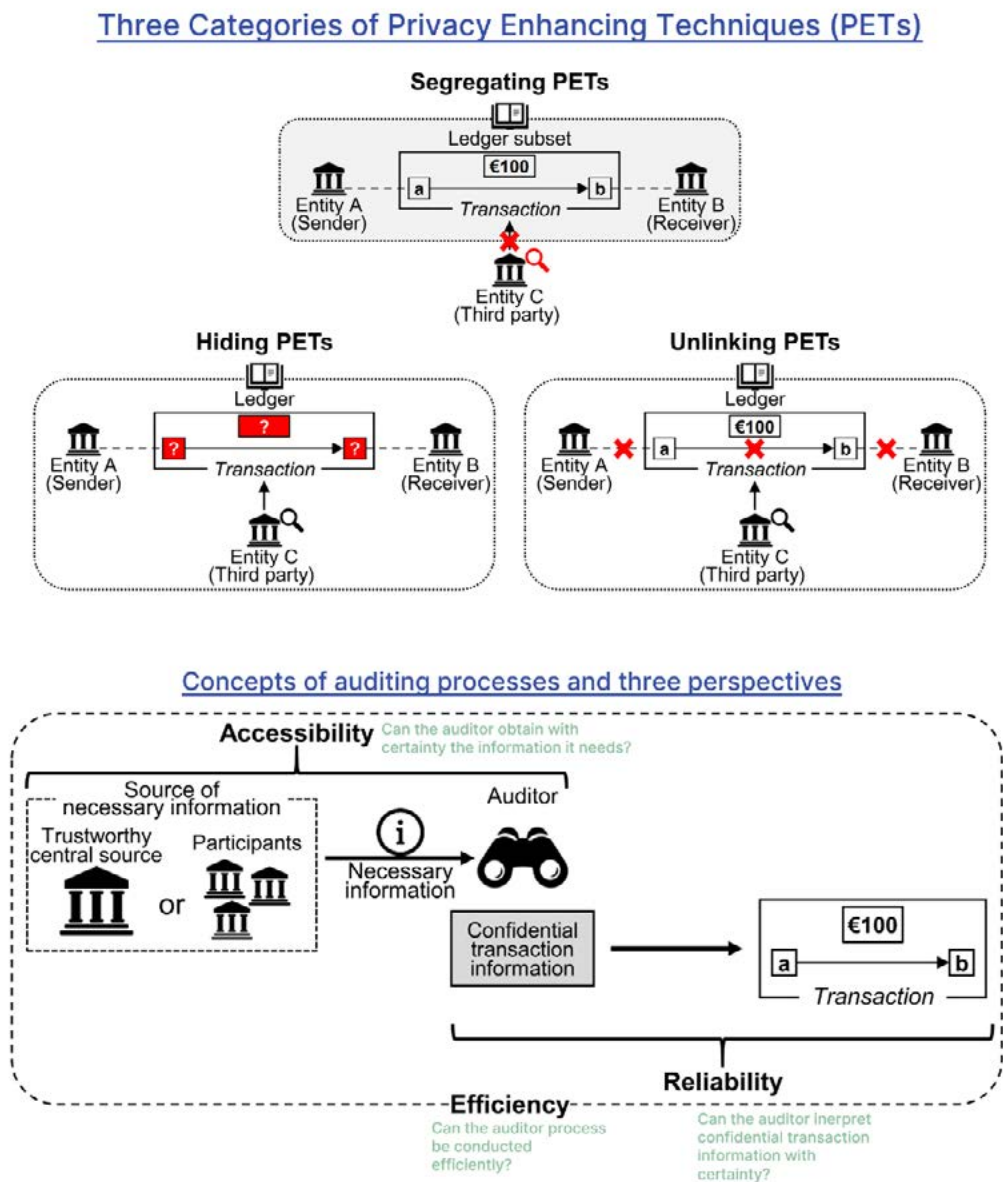 Three Categories of Privacy Enhancing Techniques (PETs)
Segregating PETs
Ledger subset
€100
a
b
Entity A
(Sender)
Transaction
Entity B
(Receiver)
Entity C
(Third party)
Hiding PETs
Ledger
?
?
?
Entity A
(Sender)
Transaction
Entity B
(Receiver)
Entity C
(Third party)
Unlinking PETs
Ledger
€100
a
b
Entity A
(Sender)
Transaction
Entity B
(Receiver)
Entity C
(Third party)
Concepts of auditing processes and three perspectives
Accessibility
Can the auditor obtain with
certainty the information it needs?
Source of
necessary information
Trustworthy
central source
or
Participants
i
Necessary
information
Auditor
Confidential
transaction
information
€100
a
b
Transaction
Reliability
Can the auditor inerpret
confidential transaction
information with
certainty?
Efficiency
Can the auditor process
be conducted
efficiently?